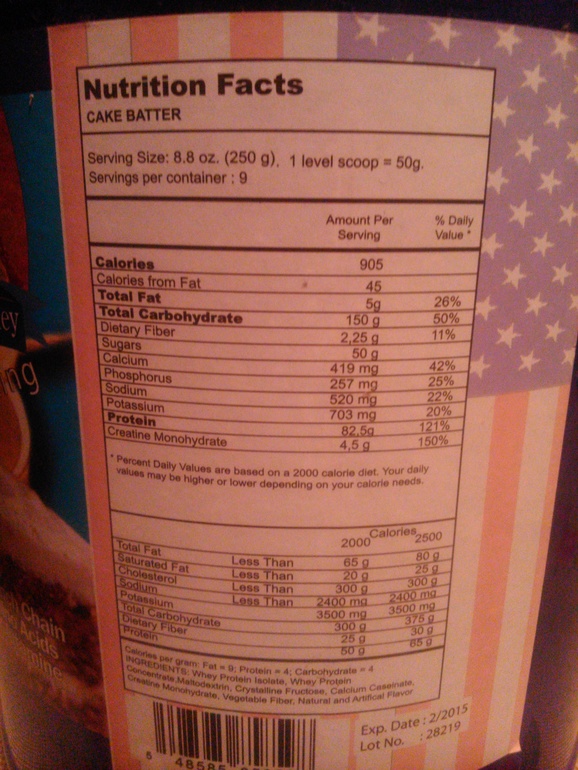 Nutrition Facts
CAKE BATTER
Serving Size: 8.8 oz. (250 g), 1 level scoop = 50g.
Servings per container : 9
Amount Per Serving % Daily Value *
Calories 905
Calories from Fat 45
Total Fat 5g 26%
Total Carbohydrate 150 g 50%
Dietary Fiber 2,25 g 11%
Sugars 50 g
Calcium 419 mg 42%
Phosphorus 257 mg 25%
Sodium 520 mg 22%
Potassium 703 mg 20%
Protein 82,5g 121%
Creatine Monohydrate 4,5 g 150%
* Percent Daily Values are based on a 2000 calorie diet. Your daily
values may be higher or lower depending on your calorie needs.
Calories
2000 2500
Total Fat Less Than 65 g 80 g
Saturated Fat Less Than 20 g 25 g
Cholesterol Less Than 300 g 300 g
Sodium Less Than 2400 mg 2400 mg
Potassium 3500 mg 3500 mg
Total Carbohydrate 300 g 375 g
Dietary Fiber 25 g 30 g
Protein 50 g 65 g
Calories per gram: Fat = 9; Protein = 4; Carbohydrate = 4
INGREDIENTS: Whey Protein Isolate, Whey Protein
Concentrate,Maltodextrin, Crystalline Fructose, Calcium Caseinate,
Creatine Monohydrate, Vegetable Fiber, Natural and Artifical Flavor
Exp. Date : 2/2015
Lot No. : 28219
ey
ng
Chain
Acids
5 48585